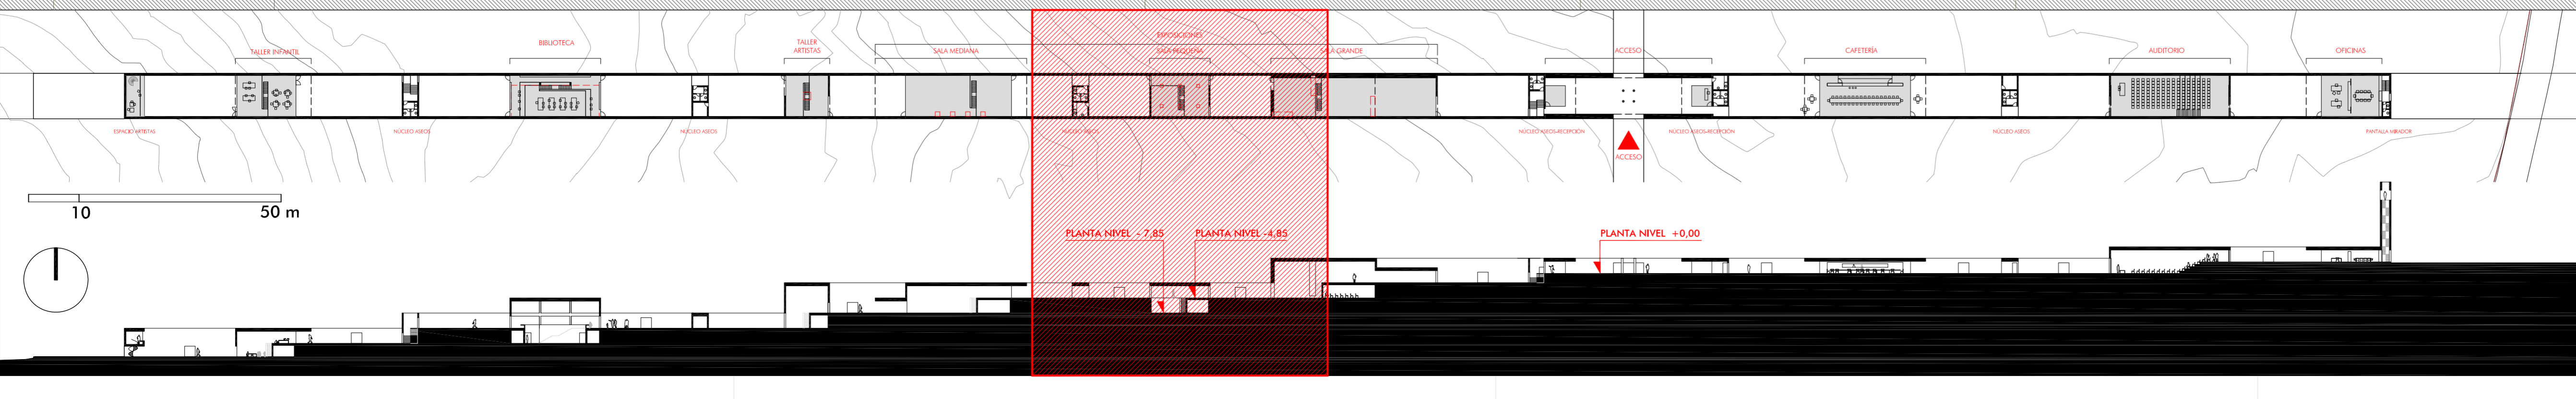 EXPOSICIONES
TALLER INFANTIL
BIBLIOTECA
TALLER
ARTISTAS
SALA MEDIANA
SALA PEQUEÑA
SALA GRANDE
ACCESO
CAFETERÍA
AUDITORIO
OFICINAS
ESPACIO ARTISTAS
NÚCLEO ASEOS
NÚCLEO ASEOS
NÚCLEO ASEOS
NÚCLEO ASEOS-RECEPCIÓN
NÚCLEO ASEOS-RECEPCIÓN
NÚCLEO ASEOS
PANTALLA MIRADOR
ACCESO
10
50 m
PLANTA NIVEL - 7,85
PLANTA NIVEL -4,85
PLANTA NIVEL +0,00